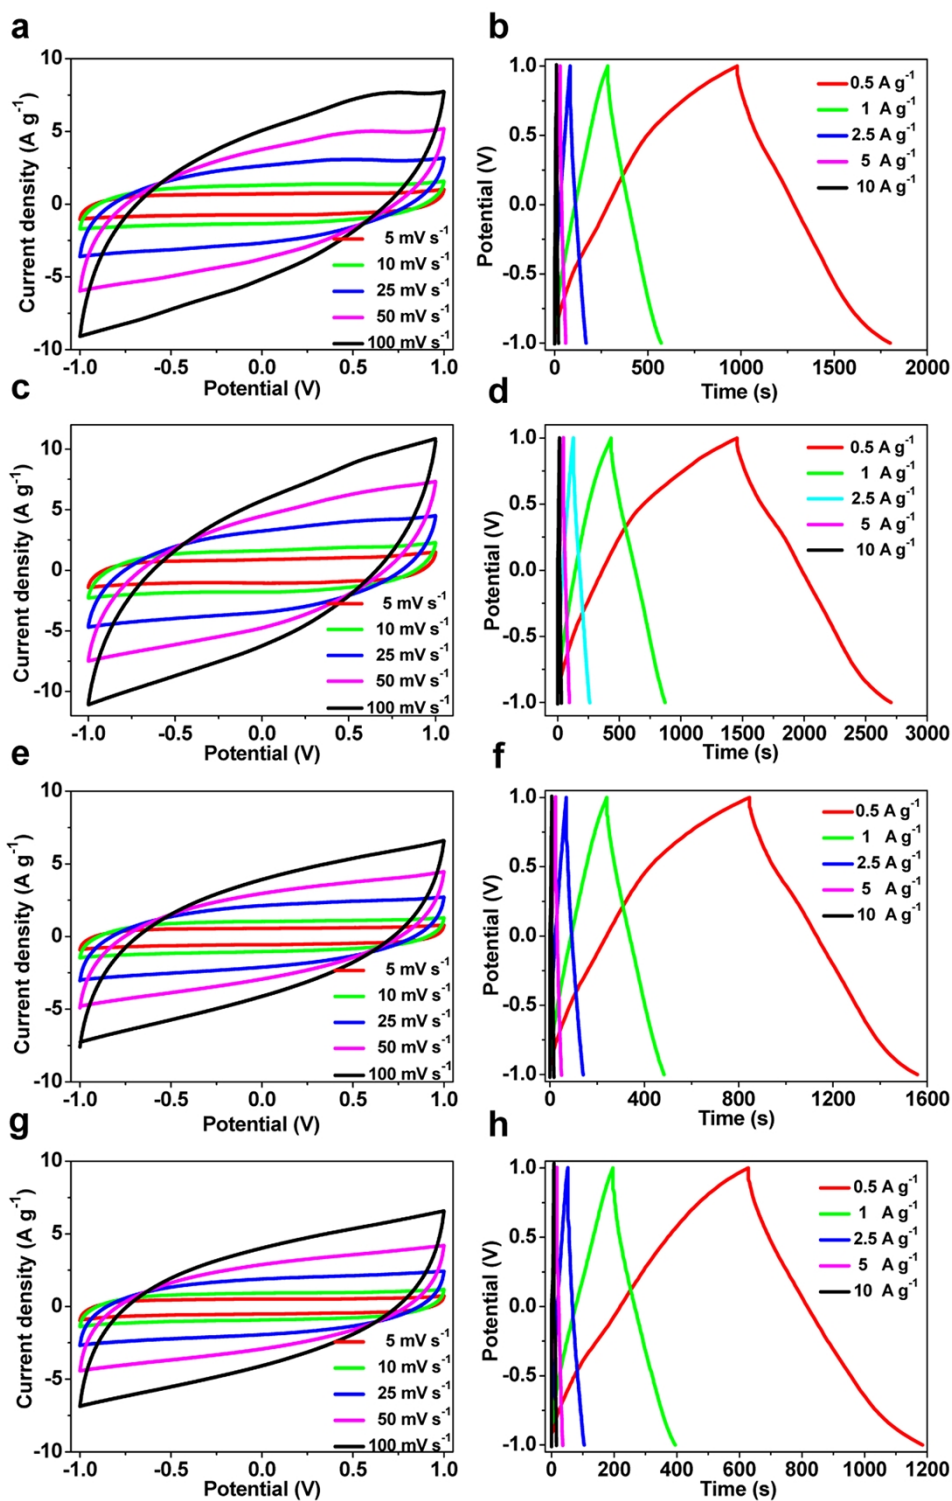 a
10
5
0
-5
-10
Current density (A g⁻¹)
5 mV s⁻¹
10 mV s⁻¹
25 mV s⁻¹
50 mV s⁻¹
100 mV s⁻¹
-1.0 -0.5 0.0 0.5 1.0
Potential (V)
b
1.0
0.5
0.0
-0.5
-1.0
Potential (V)
0.5 A g⁻¹
1 A g⁻¹
2.5 A g⁻¹
5 A g⁻¹
10 A g⁻¹
0 500 1000 1500 2000
Time (s)
c
10
5
0
-5
-10
Current density (A g⁻¹)
5 mV s⁻¹
10 mV s⁻¹
25 mV s⁻¹
50 mV s⁻¹
100 mV s⁻¹
-1.0 -0.5 0.0 0.5 1.0
Potential (V)
d
1.0
0.5
0.0
-0.5
-1.0
Potential (V)
0.5 A g⁻¹
1 A g⁻¹
2.5 A g⁻¹
5 A g⁻¹
10 A g⁻¹
0 500 1000 1500 2000 2500 3000
Time (s)
e
10
5
0
-5
-10
Current density (A g⁻¹)
5 mV s⁻¹
10 mV s⁻¹
25 mV s⁻¹
50 mV s⁻¹
100 mV s⁻¹
-1.0 -0.5 0.0 0.5 1.0
Potential (V)
f
1.0
0.5
0.0
-0.5
-1.0
Potential (V)
0.5 A g⁻¹
1 A g⁻¹
2.5 A g⁻¹
5 A g⁻¹
10 A g⁻¹
0 400 800 1200 1600
Time (s)
g
10
5
0
-5
-10
Current density (A g⁻¹)
5 mV s⁻¹
10 mV s⁻¹
25 mV s⁻¹
50 mV s⁻¹
100 mV s⁻¹
-1.0 -0.5 0.0 0.5 1.0
Potential (V)
h
1.0
0.5
0.0
-0.5
-1.0
Potential (V)
0.5 A g⁻¹
1 A g⁻¹
2.5 A g⁻¹
5 A g⁻¹
10 A g⁻¹
0 200 400 600 800 1000 1200
Time (s)